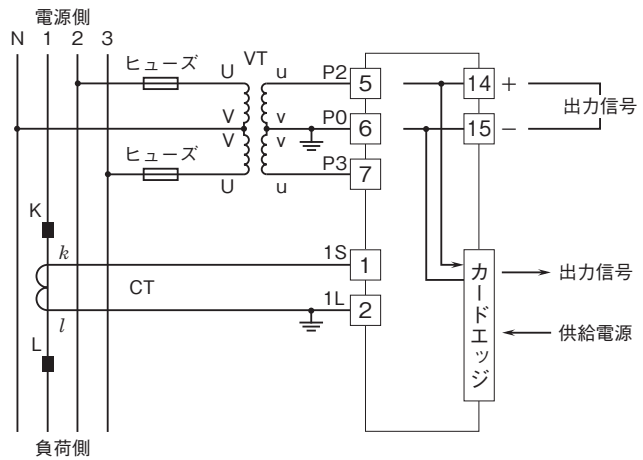 電源側
N 1 2 3
ヒューズ
VT
U u P2 5 14 +
出力信号
V v P0 6 15 −
V v
ヒューズ
U u P3 7
K
k 1S 1
カードエッジ
出力信号
CT
l 1L 2
供給電源
L
負荷側